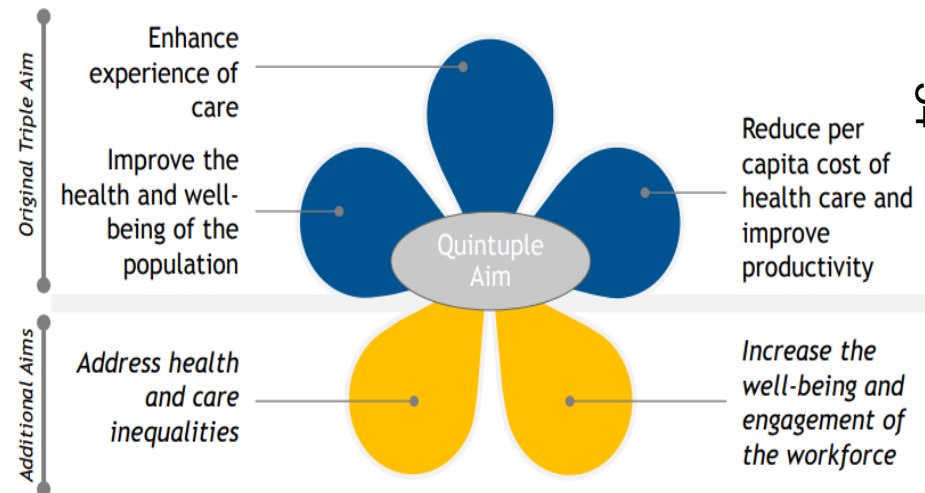 Original Triple Aim
Enhance
experience of
care
Improve the
health and well-
being of the
population
Reduce per
capita cost of
health care and
improve
productivity
Quintuple
Aim
Additional Aims
Address health
and care
inequalities
Increase the
well-being and
engagement of
the workforce